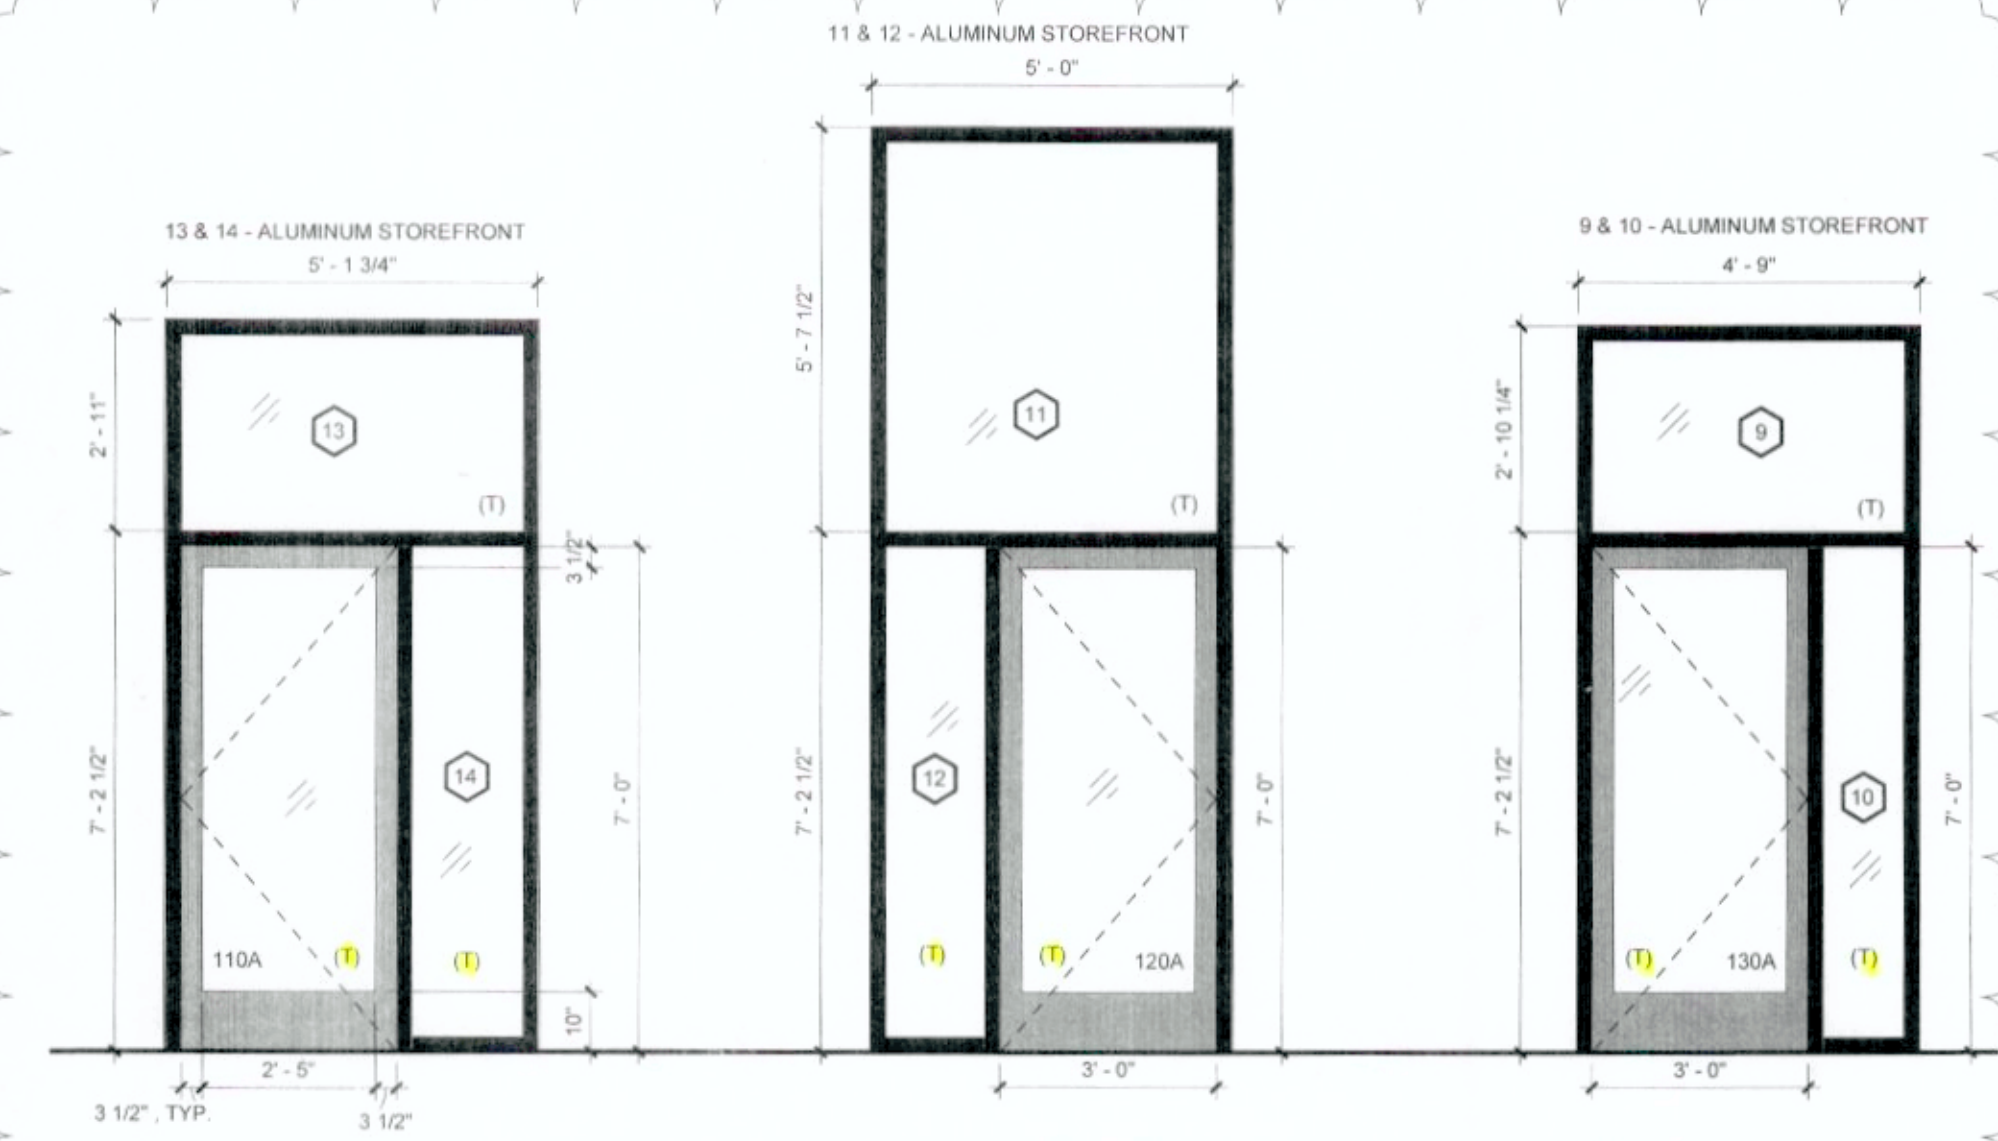 11 & 12 - ALUMINUM STOREFRONT
5' - 0"
5' - 7 1/2"
11
(T)
7' - 2 1/2"
12
(T)
(T)
120A
7' - 0"
3' - 0"
13 & 14 - ALUMINUM STOREFRONT
5' - 1 3/4"
2' - 11"
13
(T)
3 1/2"
7' - 2 1/2"
14
7' - 0"
110A
(T)
(T)
10"
2' - 5"
3 1/2" , TYP.
3 1/2"
9 & 10 - ALUMINUM STOREFRONT
4' - 9"
2' - 10 1/4"
9
(T)
7' - 2 1/2"
10
7' - 0"
(T)
130A
(T)
3' - 0"